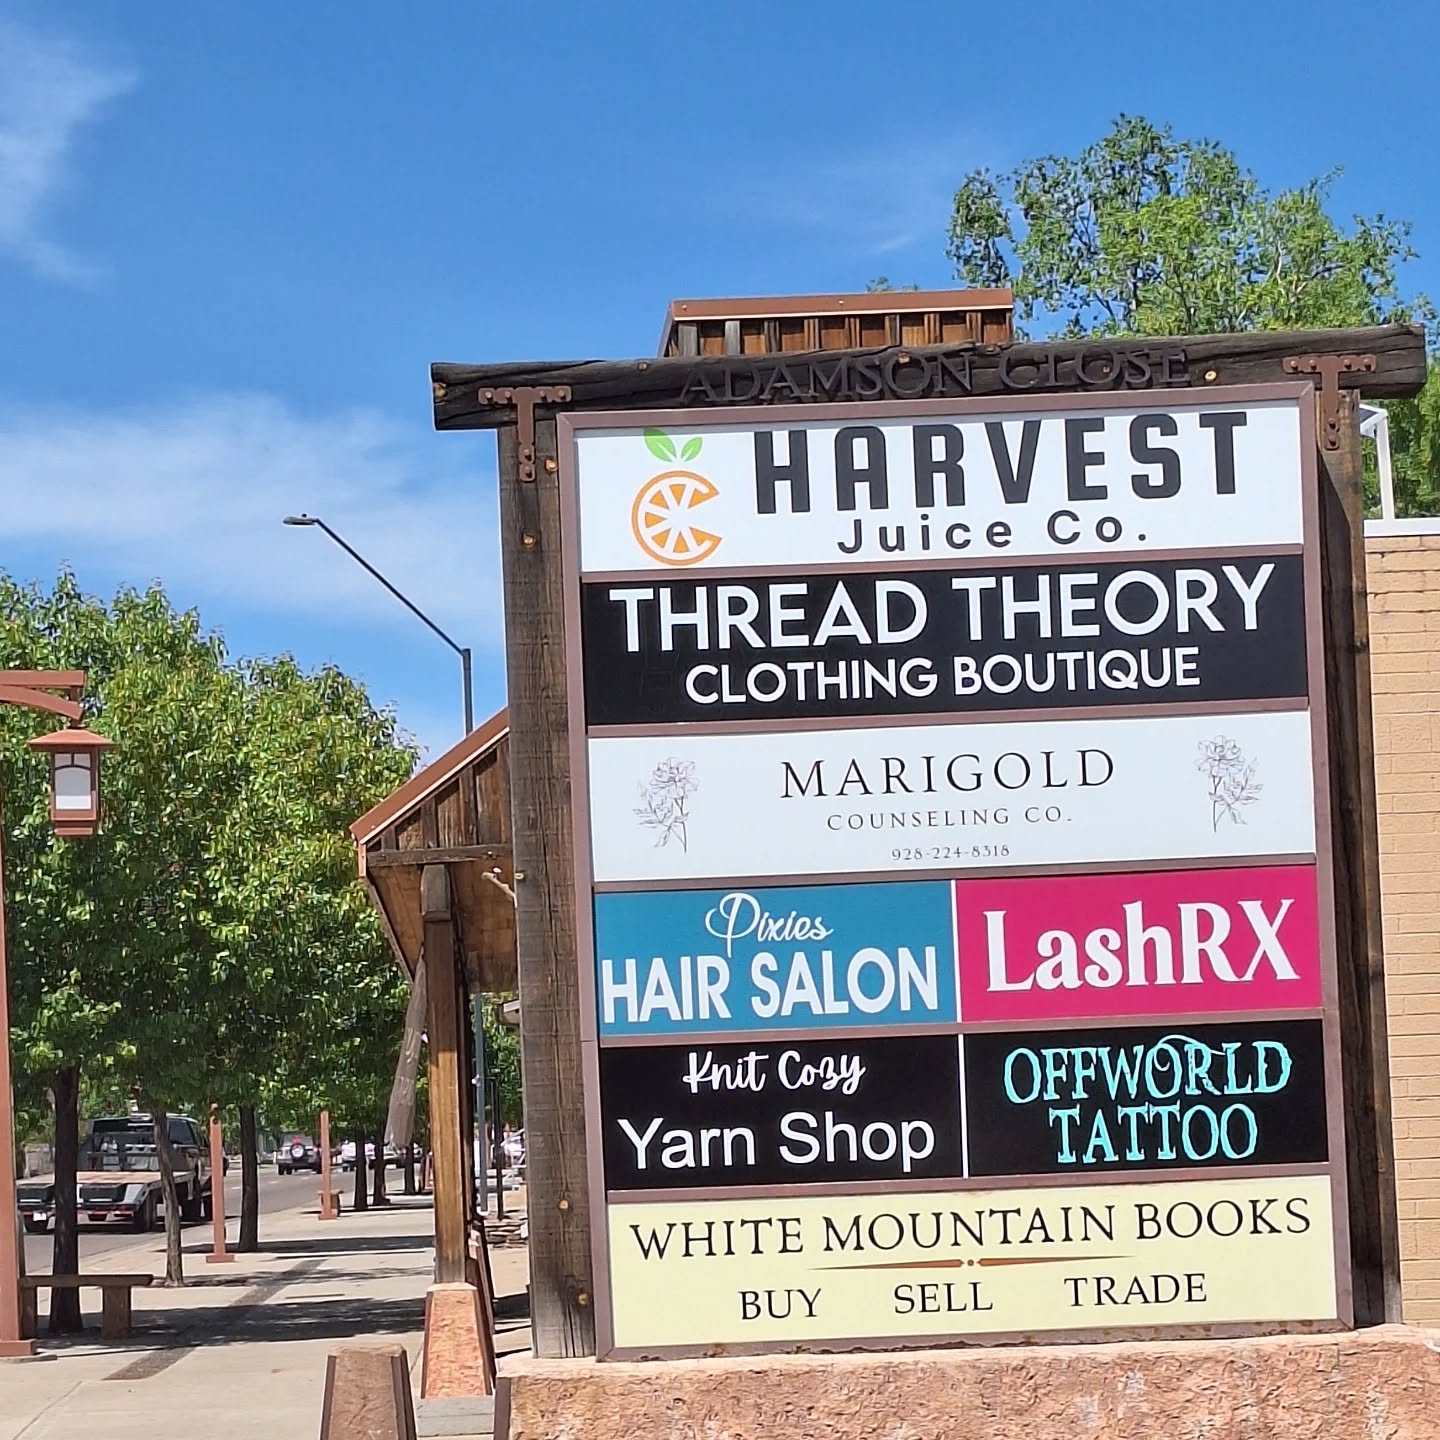 ADAMSON CLOSE
HARVEST
Juice Co.
THREAD THEORY
CLOTHING BOUTIQUE
MARIGOLD
COUNSELING CO.
928-224-8318
Pixies
HAIR SALON
LashRX
Knit Cozy
Yarn Shop
OFFWORLD
TATTOO
WHITE MOUNTAIN BOOKS
BUY SELL TRADE